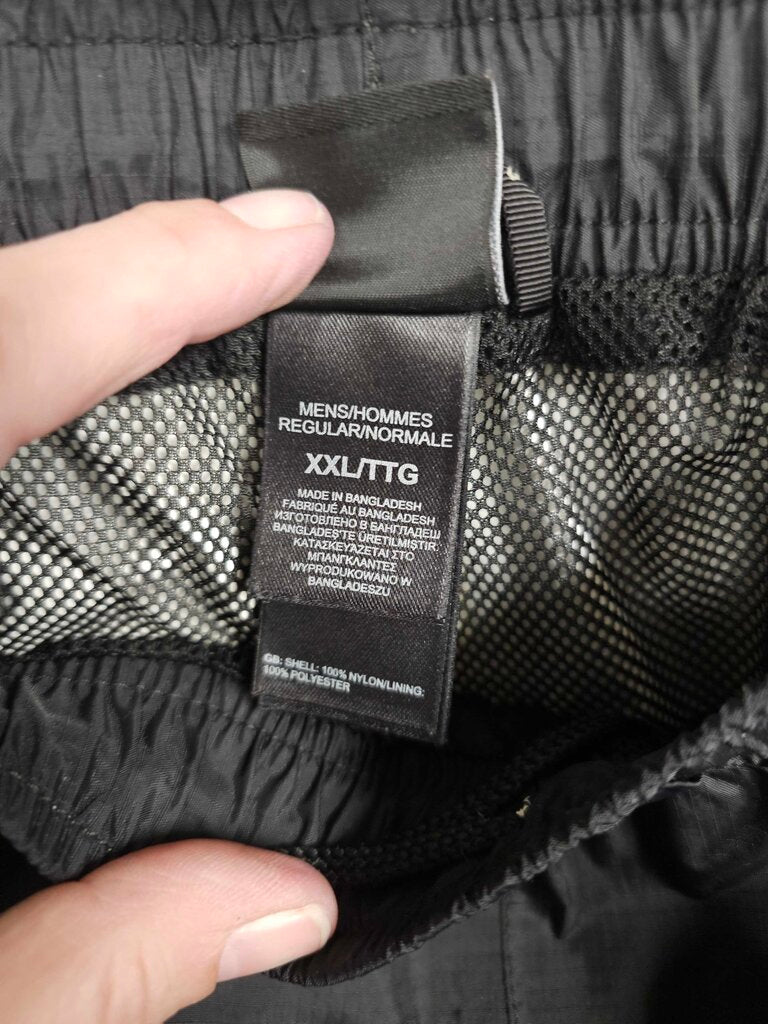 MENS/HOMMES
REGULAR/NORMALE
XXL/TTG
MADE IN BANGLADESH
FABRIQUÉ AU BANGLADESH
ИЗГОТОВЛЕНО В БАНГЛАДЕШ
BANGLADEŞ'TE ÜRETILMIŞTIR.
ΚΑΤΑΣΚΕΥΑΖΕΤΑΙ ΣΤΟ
ΜΠΑΝΓΚΛΑΝΤΕΣ
WYPRODUKOWANO W
BANGLADESZU
GB: SHELL: 100% NYLON/LINING:
100% POLYESTER